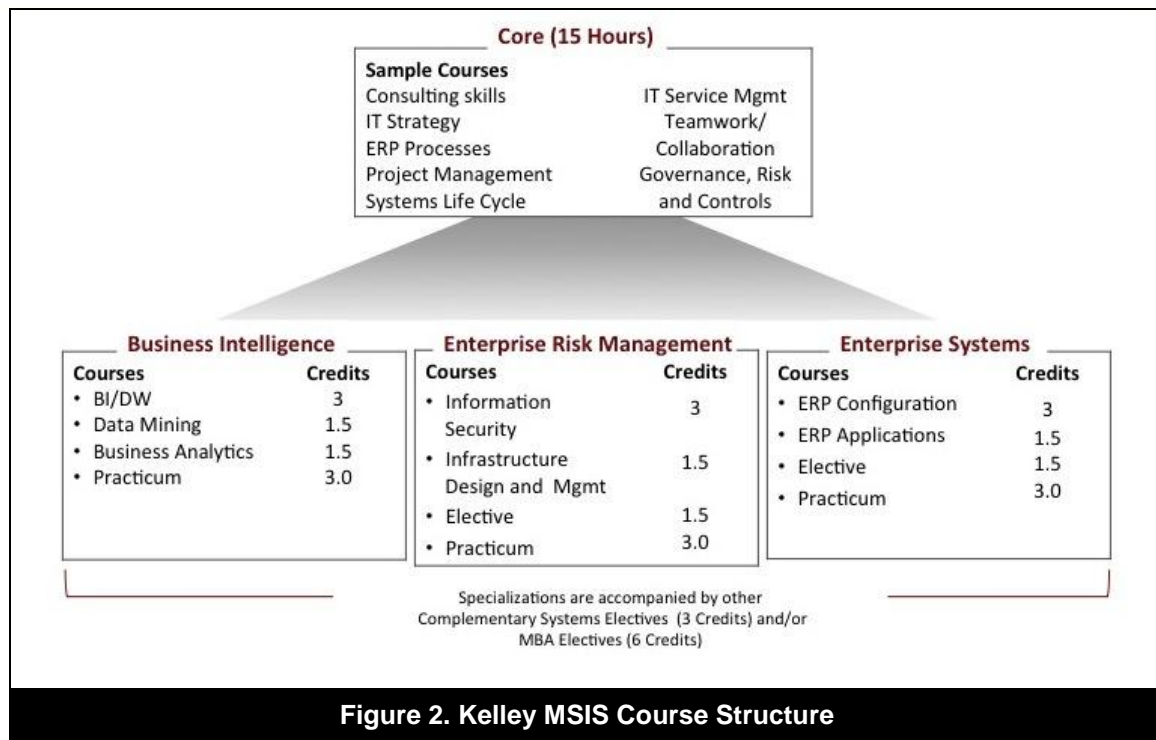 Core (15 Hours)
Sample Courses
Consulting skills
IT Strategy
ERP Processes
Project Management
Systems Life Cycle
IT Service Mgmt
Teamwork/
Collaboration
Governance, Risk
and Controls
Business Intelligence
Courses Credits
• BI/DW 3
• Data Mining 1.5
• Business Analytics 1.5
• Practicum 3.0
Enterprise Risk Management
Courses Credits
• Information 3
Security
• Infrastructure 1.5
Design and Mgmt
• Elective 1.5
• Practicum 3.0
Enterprise Systems
Courses Credits
• ERP Configuration 3
• ERP Applications 1.5
• Elective 1.5
• Practicum 3.0
Specializations are accompanied by other
Complementary Systems Electives (3 Credits) and/or
MBA Electives (6 Credits)
Figure 2. Kelley MSIS Course Structure